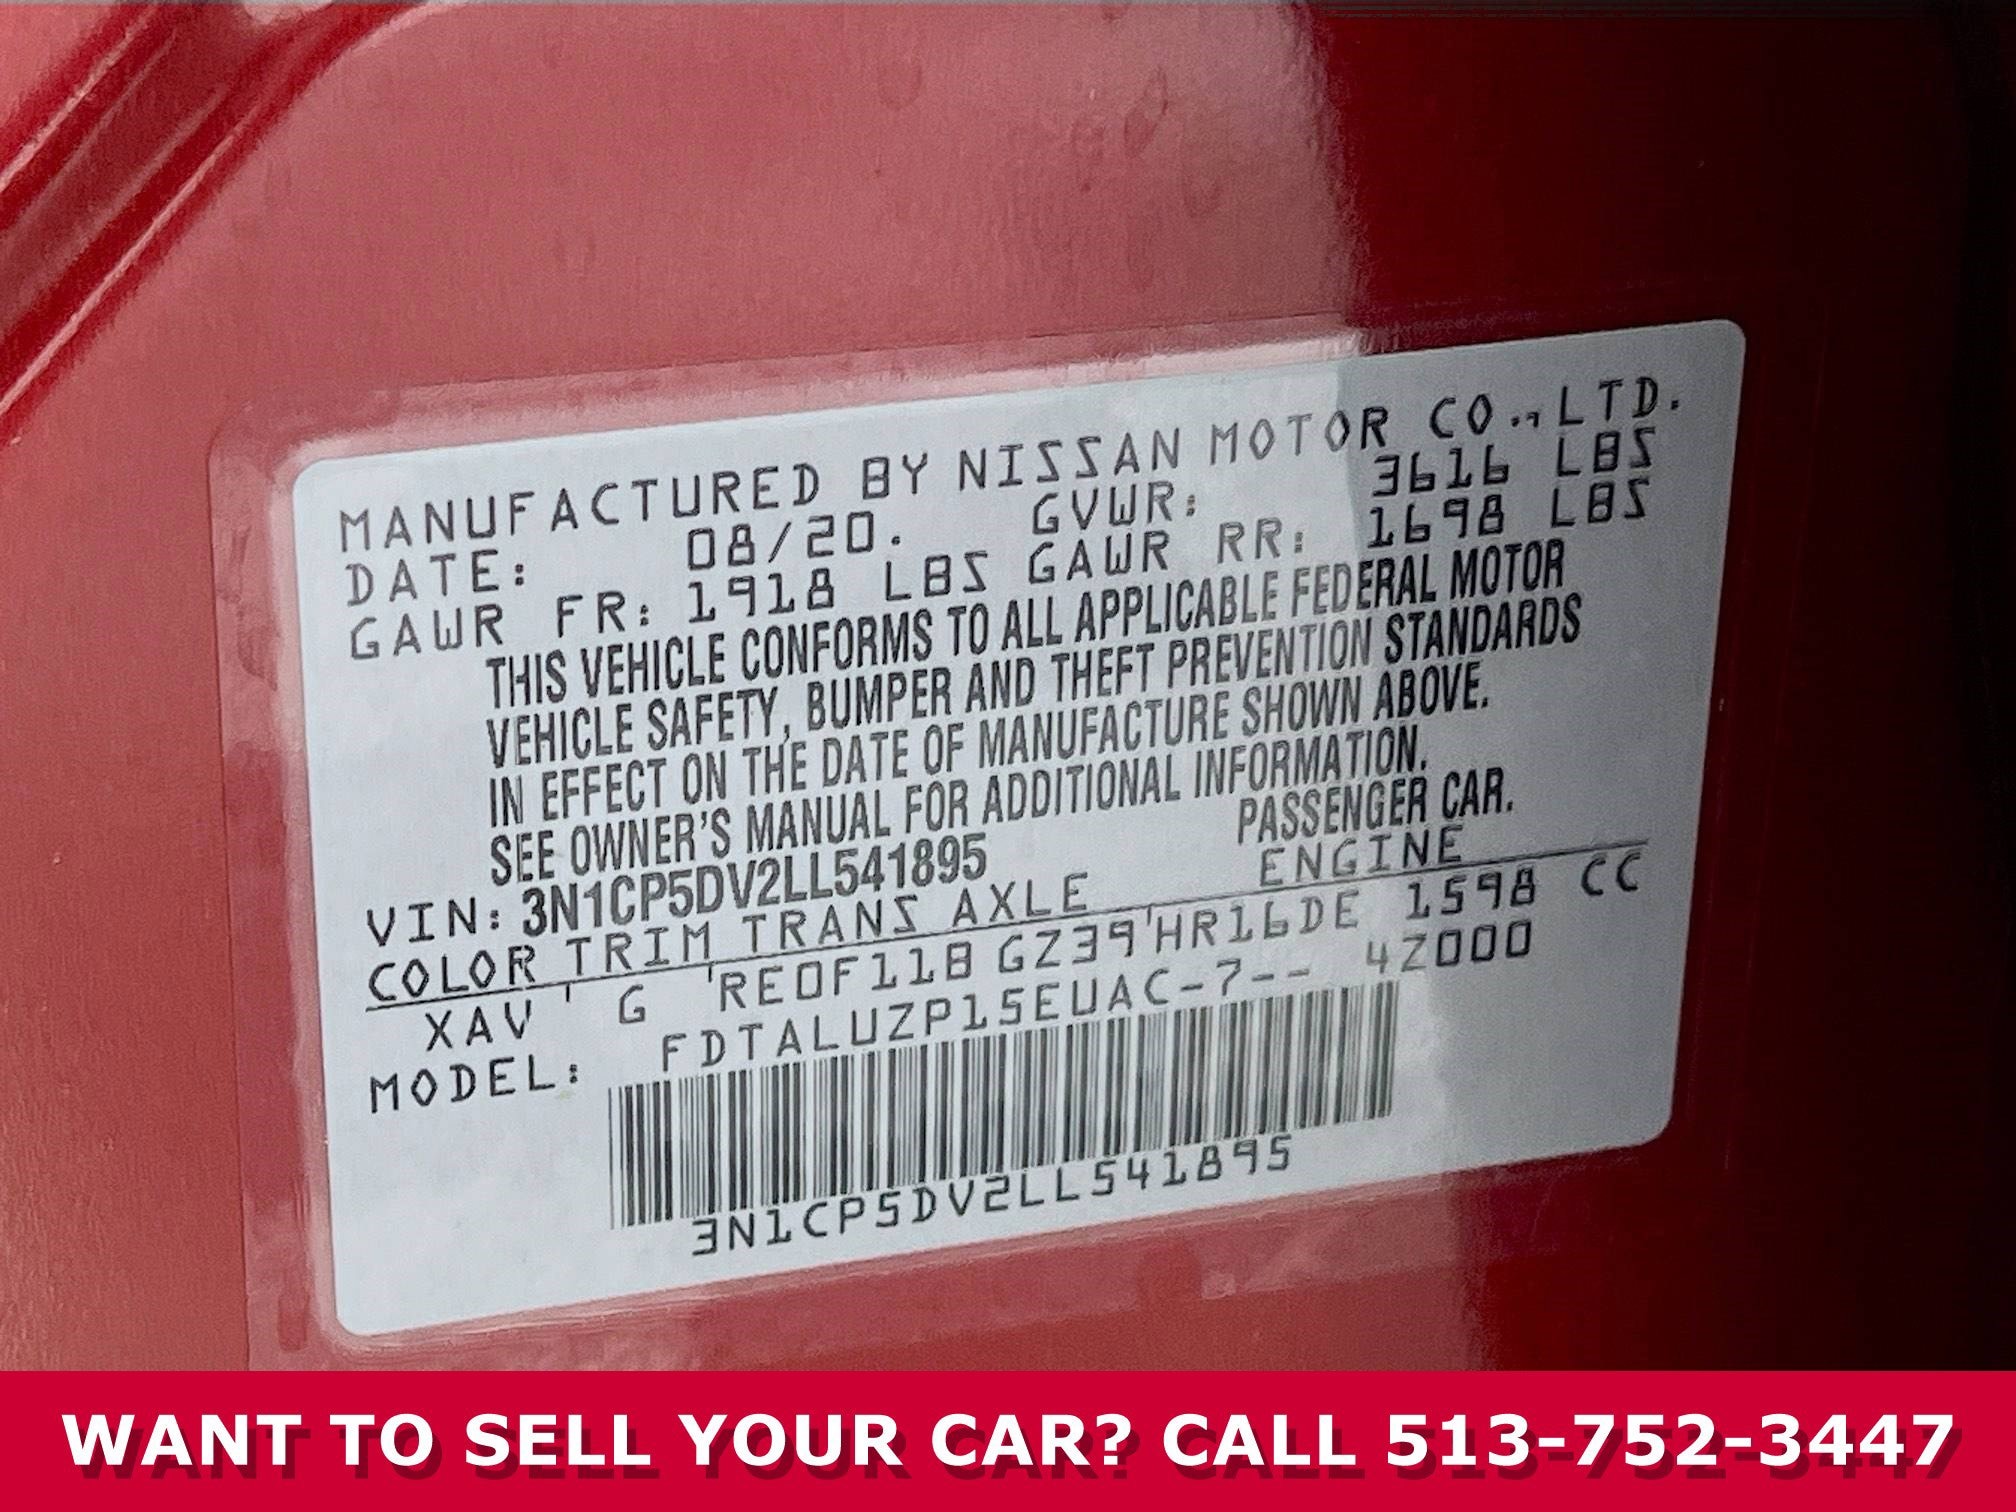 MANUFACTURED BY NISSAN MOTOR CO., LTD.
DATE: 08/20. GVWR: 3616 LBS
GAWR FR: 1918 LBS GAWR RR: 1698 LBS
THIS VEHICLE CONFORMS TO ALL APPLICABLE FEDERAL MOTOR
VEHICLE SAFETY, BUMPER AND THEFT PREVENTION STANDARDS
IN EFFECT ON THE DATE OF MANUFACTURE SHOWN ABOVE.
SEE OWNER'S MANUAL FOR ADDITIONAL INFORMATION.
VIN: 3N1CP5DV2LL541895 PASSENGER CAR.
COLOR TRIM TRANS AXLE ENGINE
XAV ' G 'RE0F11B GZ39'HR16DE 1598 CC
MODEL: FDTALUZP15EUAC-7-- 4Z000
3N1CP5DV2LL541895
WANT TO SELL YOUR CAR? CALL 513-752-3447